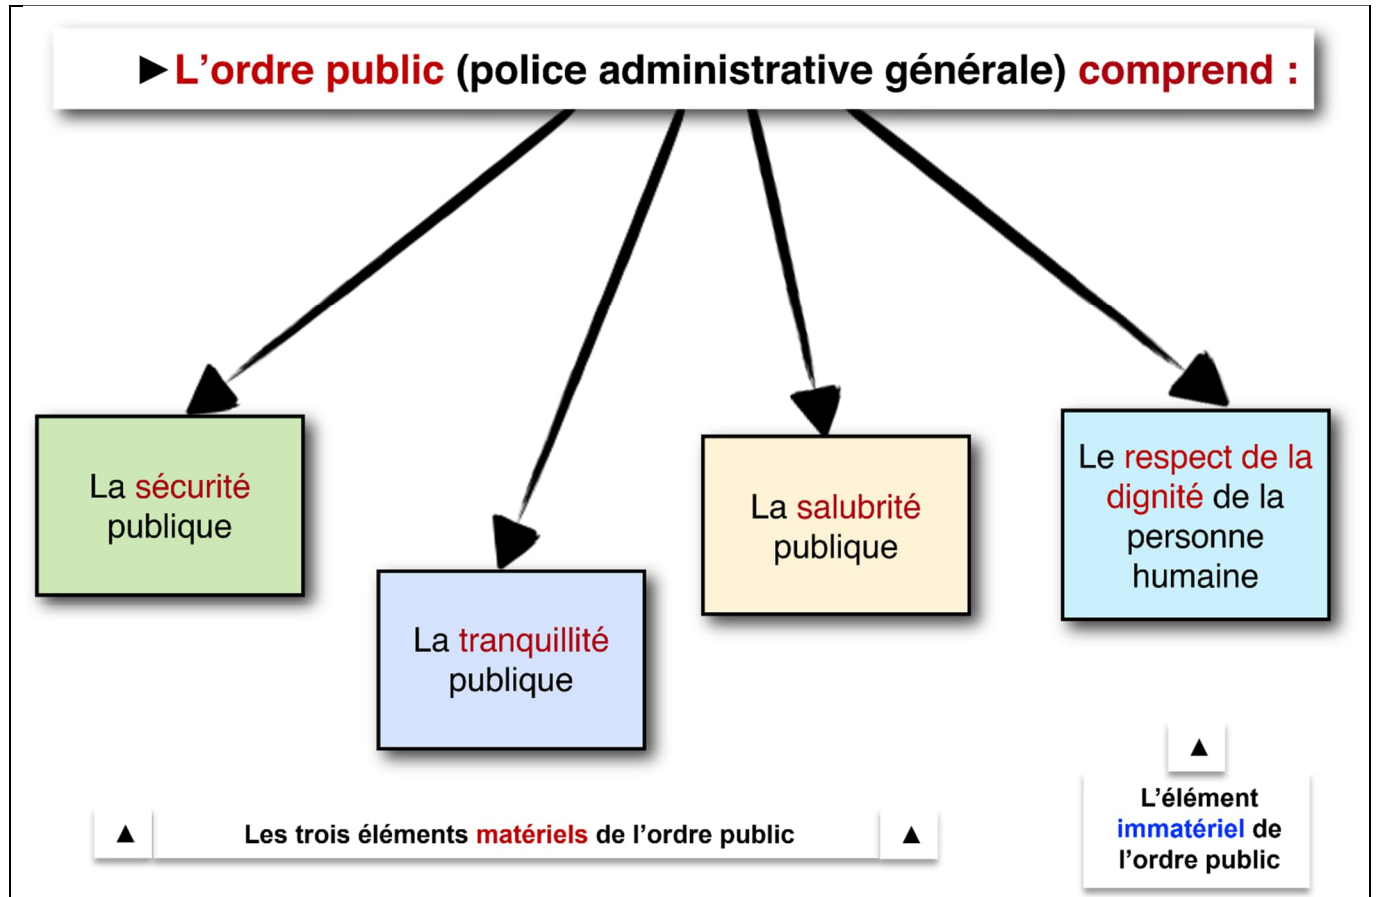 ►L’ordre public (police administrative générale) comprend :
La sécurité
publique
La tranquillité
publique
La salubrité
publique
Le respect de la
dignité de la
personne
humaine
▲ Les trois éléments matériels de l’ordre public ▲
▲
L’élément
immatériel de
l’ordre public